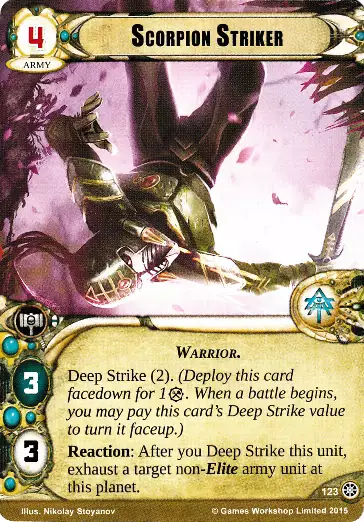 4
SCORPION STRIKER
ARMY
WARRIOR.
3
Deep Strike (2). (Deploy this card
facedown for 1. When a battle begins,
you may pay this card's Deep Strike value
to turn it faceup.)
3
Reaction: After you Deep Strike this unit,
exhaust a target non-Elite army unit at
this planet.
123
Illus. Nikolay Stoyanov
© Games Workshop Limited 2015